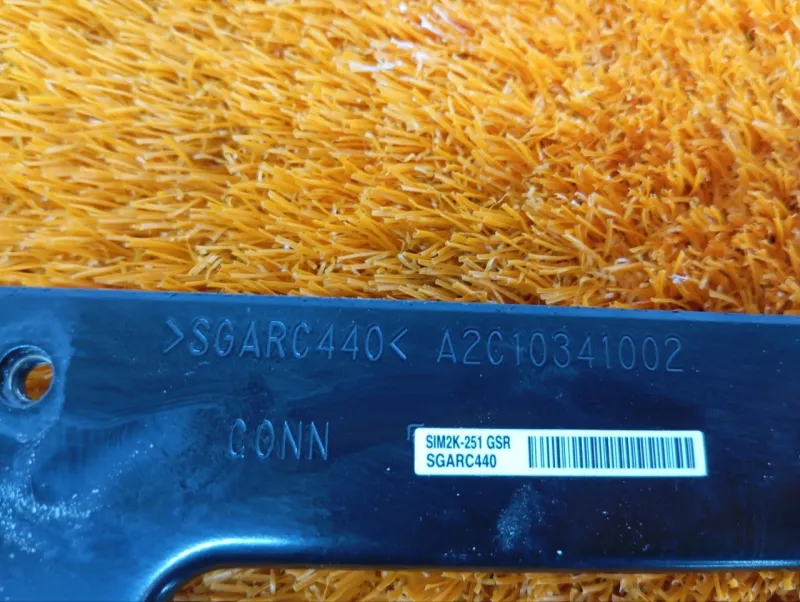 >SGARC440< A2C10341002
CONN
SIM2K-251 GSR
SGARC440